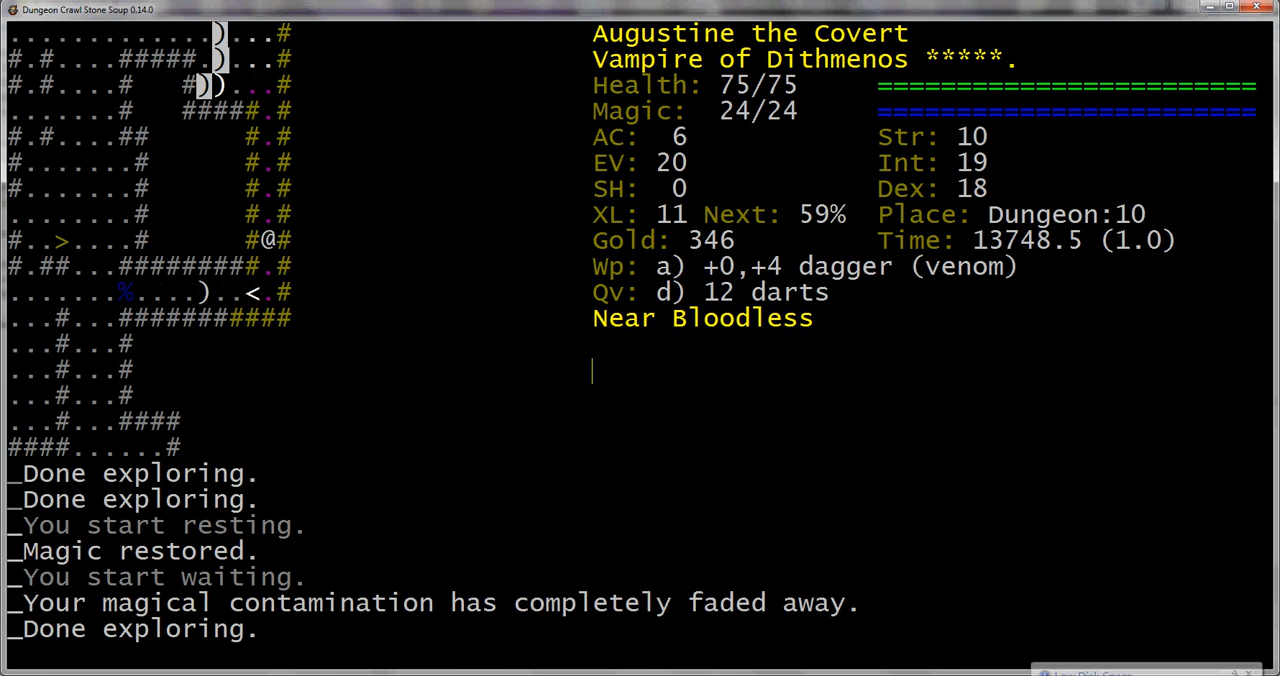 Dungeon Crawl Stone Soup 0.14.0
.............)...#
#.#....#####.)...#
#.#....#   #))...#
.......#   #####.#
#.#....##      #.#
#.......#      #.#
#.......#      #.#
........#      #.#
#..>....#      #@#
#.##...#########.#
.......%....)..<.#
...#...###########
...#...#
...#...#
...#...#
...#...####
####......#
Augustine the Covert
Vampire of Dithmenos *****.
Health: 75/75 ========================
Magic: 24/24 ========================
AC: 6 Str: 10
EV: 20 Int: 19
SH: 0 Dex: 18
XL: 11 Next: 59% Place: Dungeon:10
Gold: 346 Time: 13748.5 (1.0)
Wp: a) +0,+4 dagger (venom)
Qv: d) 12 darts
Near Bloodless
_Done exploring.
_Done exploring.
_You start resting.
_Magic restored.
_You start waiting.
_Your magical contamination has completely faded away.
_Done exploring.
Low Disk Space